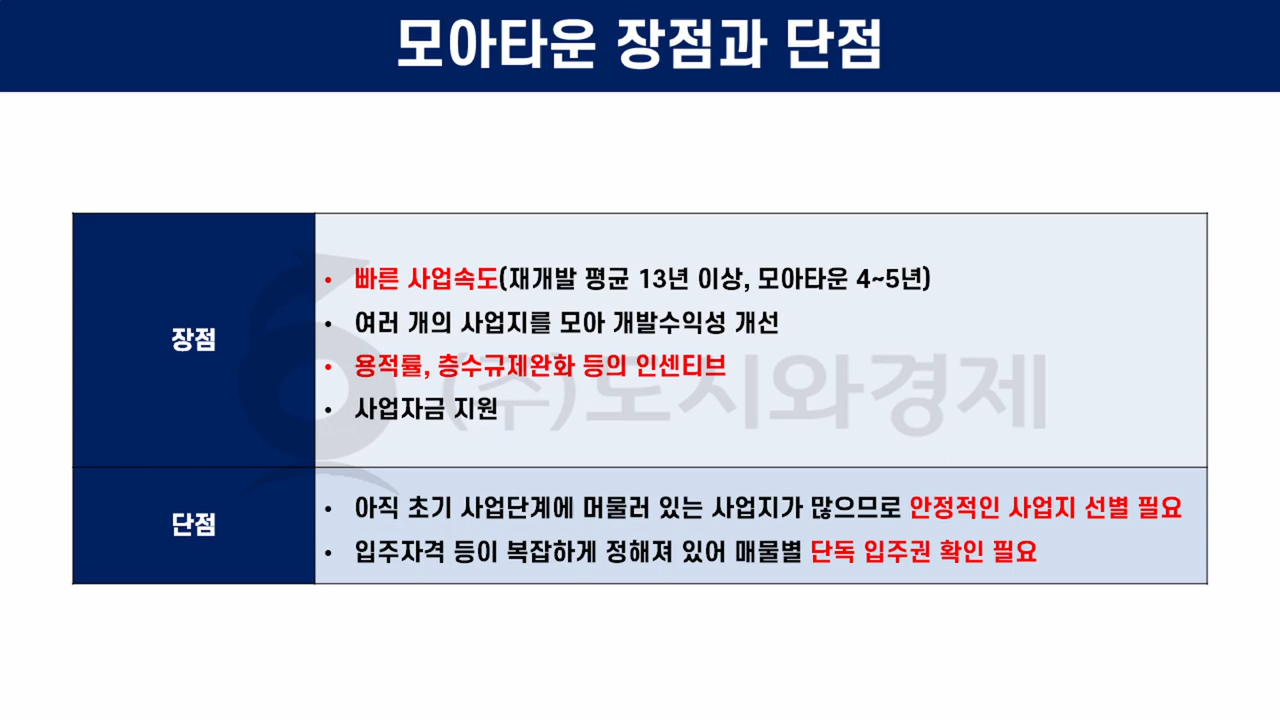 모아타운 장점과 단점
장점
• 빠른 사업속도(재개발 평균 13년 이상, 모아타운 4~5년)
• 여러 개의 사업지를 모아 개발수익성 개선
• 용적률, 층수규제완화 등의 인센티브
• 사업자금 지원
(주)도시와경제
단점
• 아직 초기 사업단계에 머물러 있는 사업지가 많으므로 안정적인 사업지 선별 필요
• 입주자격 등이 복잡하게 정해져 있어 매물별 단독 입주권 확인 필요